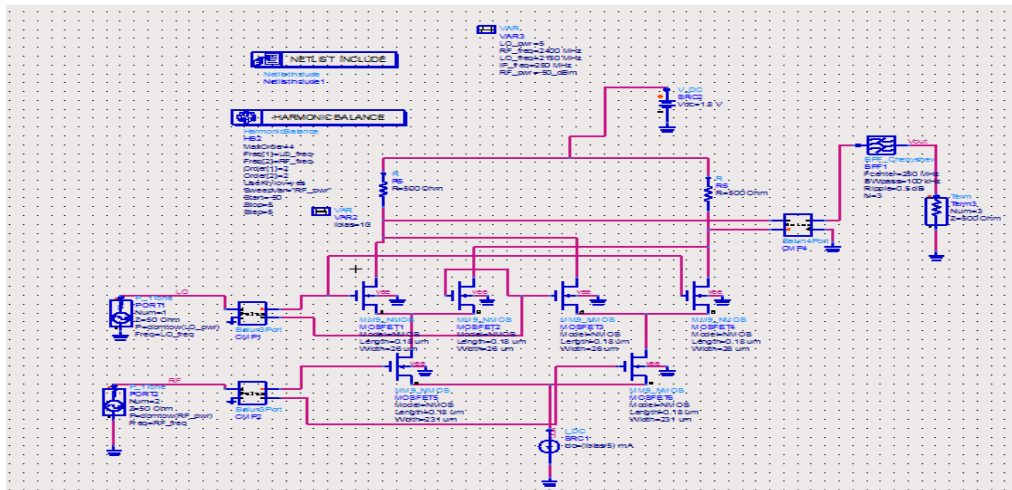 VAR
VAR3
LO_pwr=5
RF_freq=2400 MHz
LO_freq=2150 MHz
IF_freq=250 MHz
RF_pwr=-50_dBm
NETLIST INCLUDE
NetlistInclude
NetlistInclude1
HARMONIC BALANCE
HarmonicBalance
HB2
MaxOrder=4
Freq[1]=LO_freq
Freq[2]=RF_freq
Order[1]=2
Order[2]=2
UseKrylov=yes
SweepVar="RF_pwr"
Start=-50
Stop=5
Step=5
VAR
VAR2
V_DC
SRC2
Vdc=1.8 V
R
R5
R=500 Ohm
R
R6
R=500 Ohm
Vout
BPF_Chebyshev
BPF1
Fcenter=250 MHz
BWpass=100 kHz
Ripple=0.5 dB
N=3
Term
Term3
Num=3
Z=500 Ohm
Balun4Port
CMP4
LO
P_1Tone
PORT1
Num=1
Z=50 Ohm
P=dbmtow(LO_pwr)
Freq=LO_freq
Balun3Port
CMP1
MM9_NMOS
MOSFET1
Model=NMOS
Length=0.18 um
Width=26 um
MM9_NMOS
MOSFET2
Model=NMOS
Length=0.18 um
Width=26 um
MM9_NMOS
MOSFET3
Model=NMOS
Length=0.18 um
Width=26 um
MM9_NMOS
MOSFET4
Model=NMOS
Length=0.18 um
Width=26 um
RF
P_1Tone
PORT2
Num=2
Z=50 Ohm
P=dbmtow(RF_pwr)
Freq=RF_freq
Balun3Port
CMP2
MM9_NMOS
MOSFET5
Model=NMOS
Length=0.18 um
Width=231 um
MM9_NMOS
MOSFET6
Model=NMOS
Length=0.18 um
Width=231 um
I_DC
SRC1